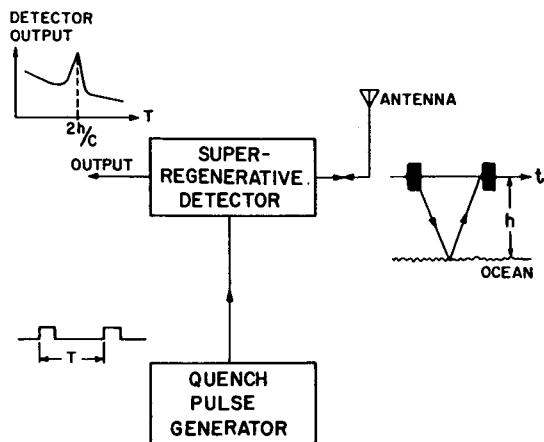 DETECTOR
OUTPUT
T
2h/C
ANTENNA
OUTPUT
SUPER-
REGENERATIVE
DETECTOR
t
h
OCEAN
T
QUENCH
PULSE
GENERATOR